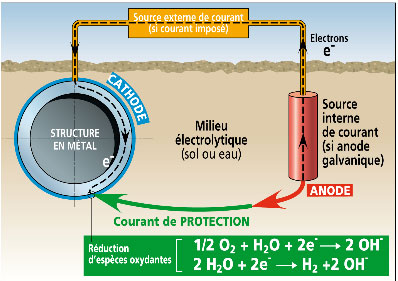 Source externe de courant
(si courant imposé)
Electrons
e-
CATHODE
STRUCTURE
EN MÉTAL
e-
Milieu
électrolytique
(sol ou eau)
Source
interne
de courant
(si anode
galvanique)
ANODE
Courant de PROTECTION
Réduction
d'espèces oxydantes
1/2 O₂ + H₂O + 2e⁻ → 2 OH⁻
2 H₂O + 2e⁻ → H₂ +2 OH⁻